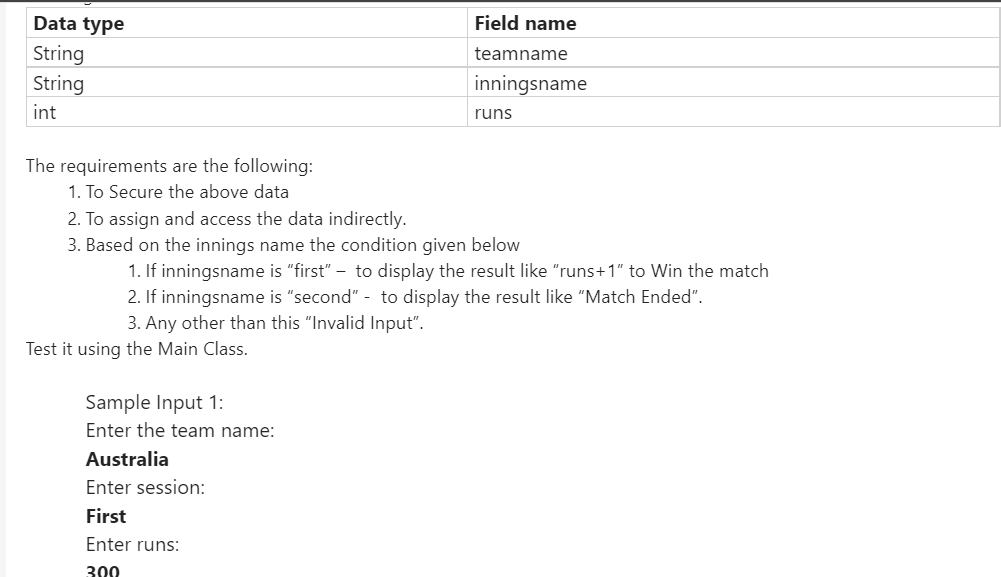 Data type Field name
String teamname
String inningsname
int runs
The requirements are the following:
1. To Secure the above data
2. To assign and access the data indirectly.
3. Based on the innings name the condition given below
1. If inningsname is “first” – to display the result like “runs+1” to Win the match
2. If inningsname is “second” - to display the result like “Match Ended”.
3. Any other than this “Invalid Input”.
Test it using the Main Class.
Sample Input 1:
Enter the team name:
Australia
Enter session:
First
Enter runs:
300